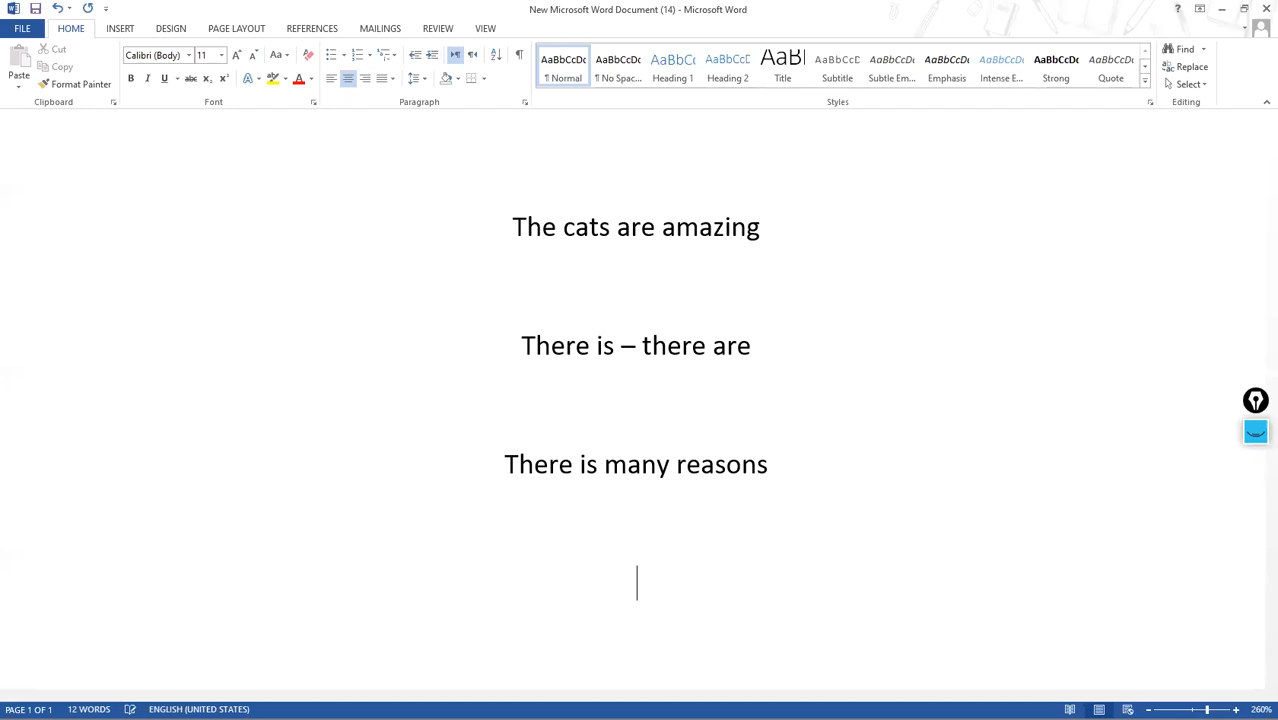 New Microsoft Word Document (14) - Microsoft Word
FILE HOME INSERT DESIGN PAGE LAYOUT REFERENCES MAILINGS REVIEW VIEW
Paste
Cut
Copy
Format Painter
Clipboard
Calibri (Body) 11
Font
Paragraph
AaBbCcDc AaBbCcDc AaBbC AaBbCcC AaB AaBbCcD AaBbCcDc AaBbCcDc AaBbCcDc AaBbCcDc AaBbCcDc
¶ Normal ¶ No Spac... Heading 1 Heading 2 Title Subtitle Subtle Em... Emphasis Intense E... Strong Quote
Styles
Find
Replace
Select
Editing
The cats are amazing
There is – there are
There is many reasons
PAGE 1 OF 1 12 WORDS ENGLISH (UNITED STATES) 260%